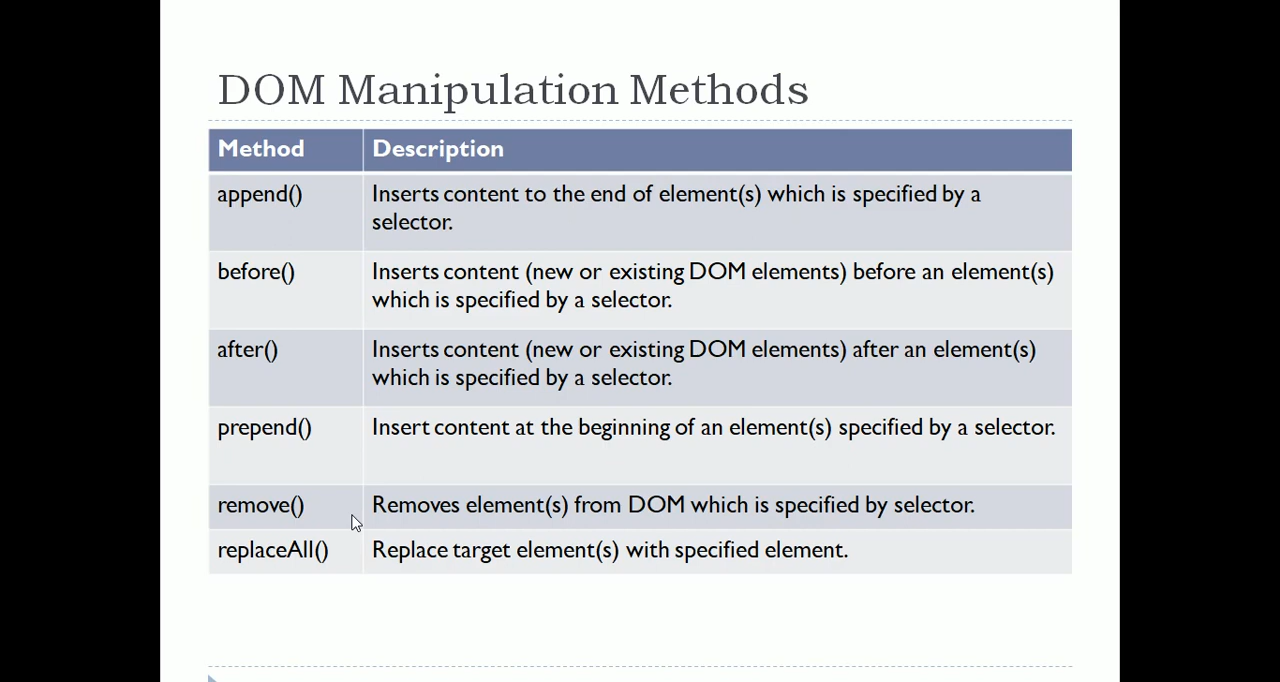 DOM Manipulation Methods
Method Description
append() Inserts content to the end of element(s) which is specified by a
selector.
before() Inserts content (new or existing DOM elements) before an element(s)
which is specified by a selector.
after() Inserts content (new or existing DOM elements) after an element(s)
which is specified by a selector.
prepend() Insert content at the beginning of an element(s) specified by a selector.
remove() Removes element(s) from DOM which is specified by selector.
replaceAll() Replace target element(s) with specified element.